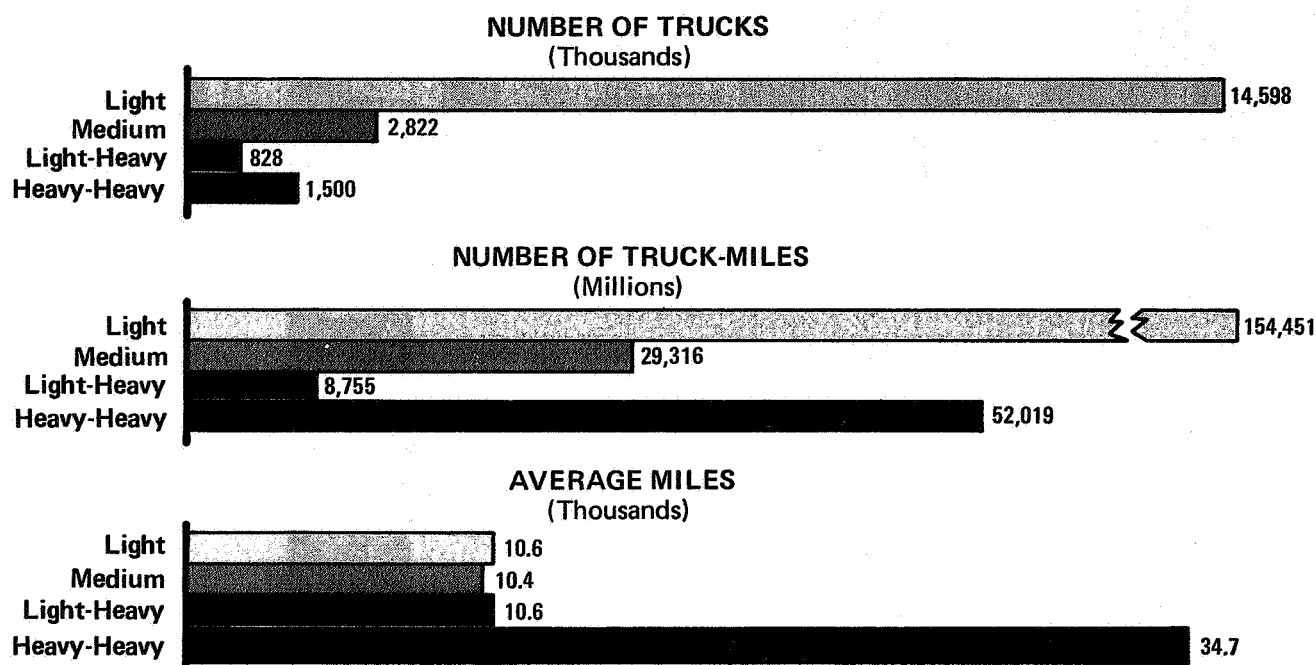 NUMBER OF TRUCKS
(Thousands)
Light 14,598
Medium 2,822
Light-Heavy 828
Heavy-Heavy 1,500
NUMBER OF TRUCK-MILES
(Millions)
Light 154,451
Medium 29,316
Light-Heavy 8,755
Heavy-Heavy 52,019
AVERAGE MILES
(Thousands)
Light 10.6
Medium 10.4
Light-Heavy 10.6
Heavy-Heavy 34.7